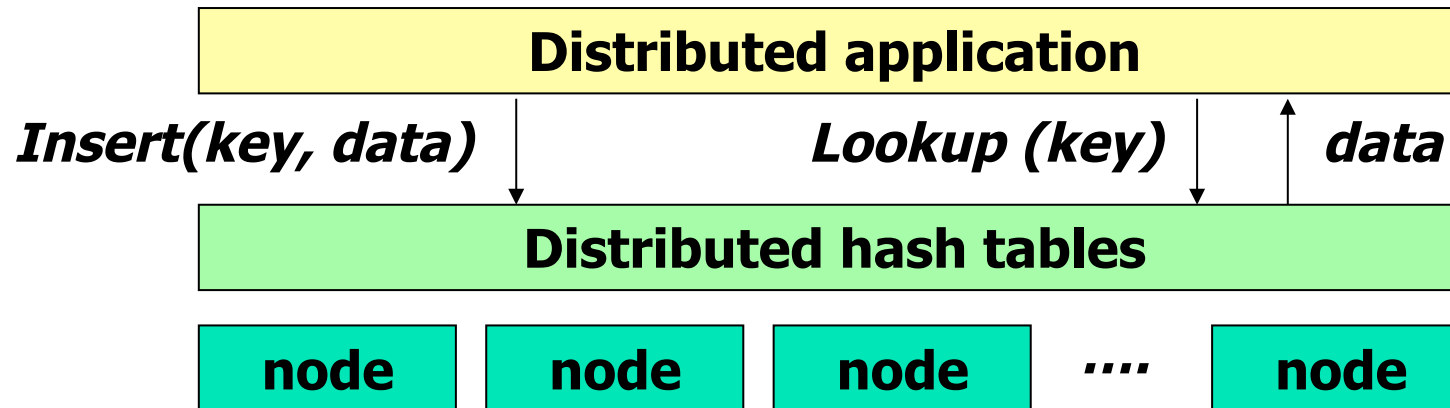 Distributed application
Insert(key, data) Lookup (key) data
Distributed hash tables
node node node .... node